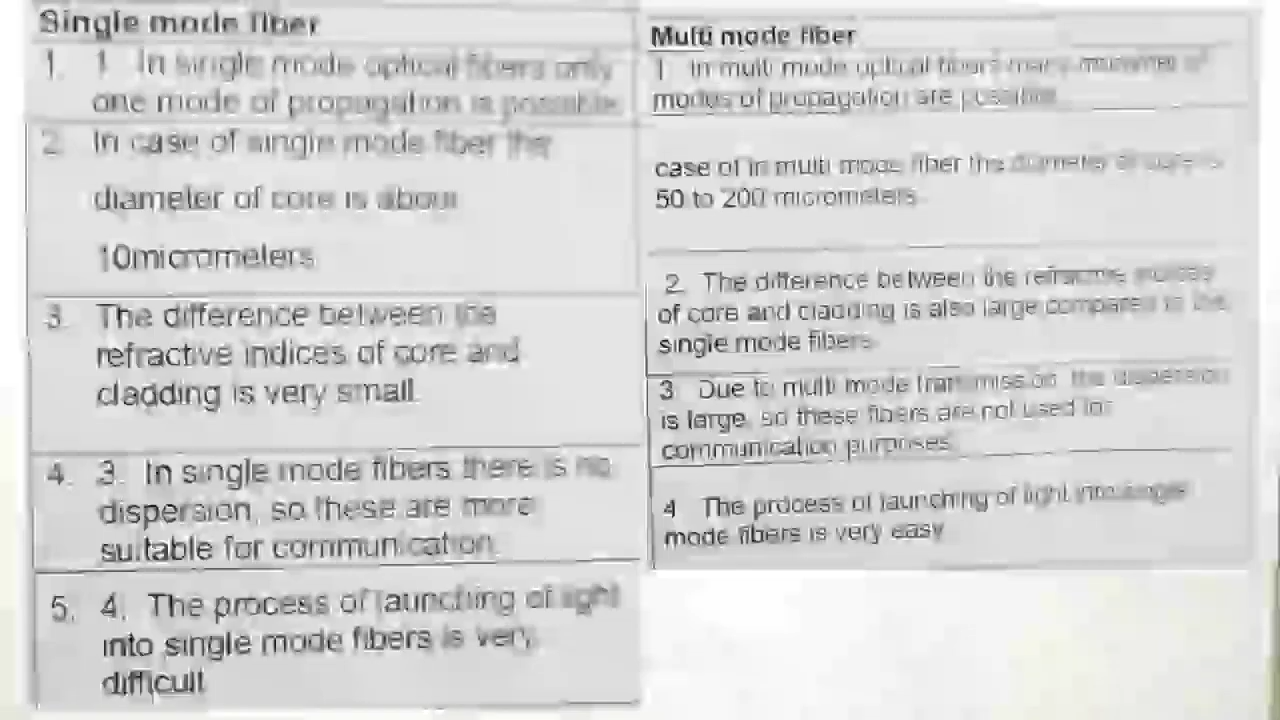 Single mode fiber
1. 1. In single mode optical fibers only
one mode of propagation is possible
2. In case of single mode fiber the
diameter of core is about
10micrometers
3. The difference between the
refractive indices of core and
cladding is very small.
4. 3. In single mode fibers there is no
dispersion, so these are more
suitable for communication.
5. 4. The process of launching of light
into single mode fibers is very
difficult
Multi mode fiber
1. In multi mode optical fibers many number of
modes of propagation are possible
case of in multi mode fiber the diameter of core is
50 to 200 micrometers.
2. The difference between the refractive indices
of core and cladding is also large compared to the
single mode fibers.
3. Due to multi mode transmission, the dispersion
is large, so these fibers are not used for
communication purposes.
4. The process of launching of light into
mode fibers is very easy